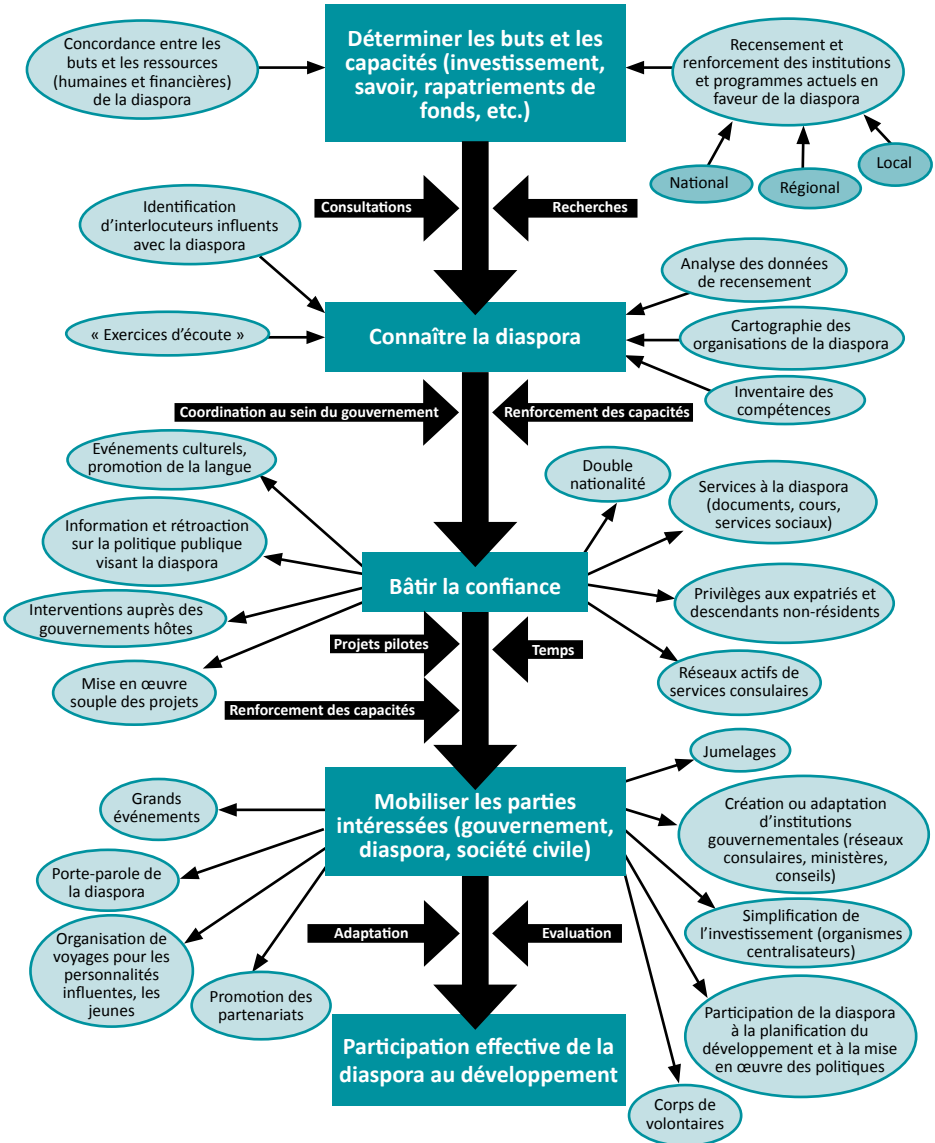 Concordance entre les
buts et les ressources
(humaines et financières)
de la diaspora
Déterminer les buts et les
capacités (investissement,
savoir, rapatriements de
fonds, etc.)
Recensement et
renforcement des institutions
et programmes actuels en
faveur de la diaspora
National
Régional
Local
Consultations
Recherches
Identification
d'interlocuteurs influents
avec la diaspora
« Exercices d'écoute »
Connaître la diaspora
Analyse des données
de recensement
Cartographie des
organisations de la diaspora
Inventaire des
compétences
Coordination au sein du gouvernement
Renforcement des capacités
Evénements culturels,
promotion de la langue
Information et rétroaction
sur la politique publique
visant la diaspora
Interventions auprès des
gouvernements hôtes
Mise en œuvre
souple des projets
Bâtir la confiance
Double
nationalité
Services à la diaspora
(documents, cours,
services sociaux)
Privilèges aux expatriés et
descendants non-résidents
Réseaux actifs de
services consulaires
Projets pilotes
Temps
Renforcement des capacités
Grands
événements
Porte-parole de
la diaspora
Organisation de
voyages pour les
personnalités
influentes, les
jeunes
Promotion des
partenariats
Mobiliser les parties
intéressées (gouvernement,
diaspora, société civile)
Jumelages
Création ou adaptation
d'institutions
gouvernementales (réseaux
consulaires, ministères,
conseils)
Simplification de
l'investissement (organismes
centralisateurs)
Participation de la diaspora
à la planification du
développement et à la mise
en œuvre des politiques
Corps de
volontaires
Adaptation
Evaluation
Participation effective de la
diaspora au développement